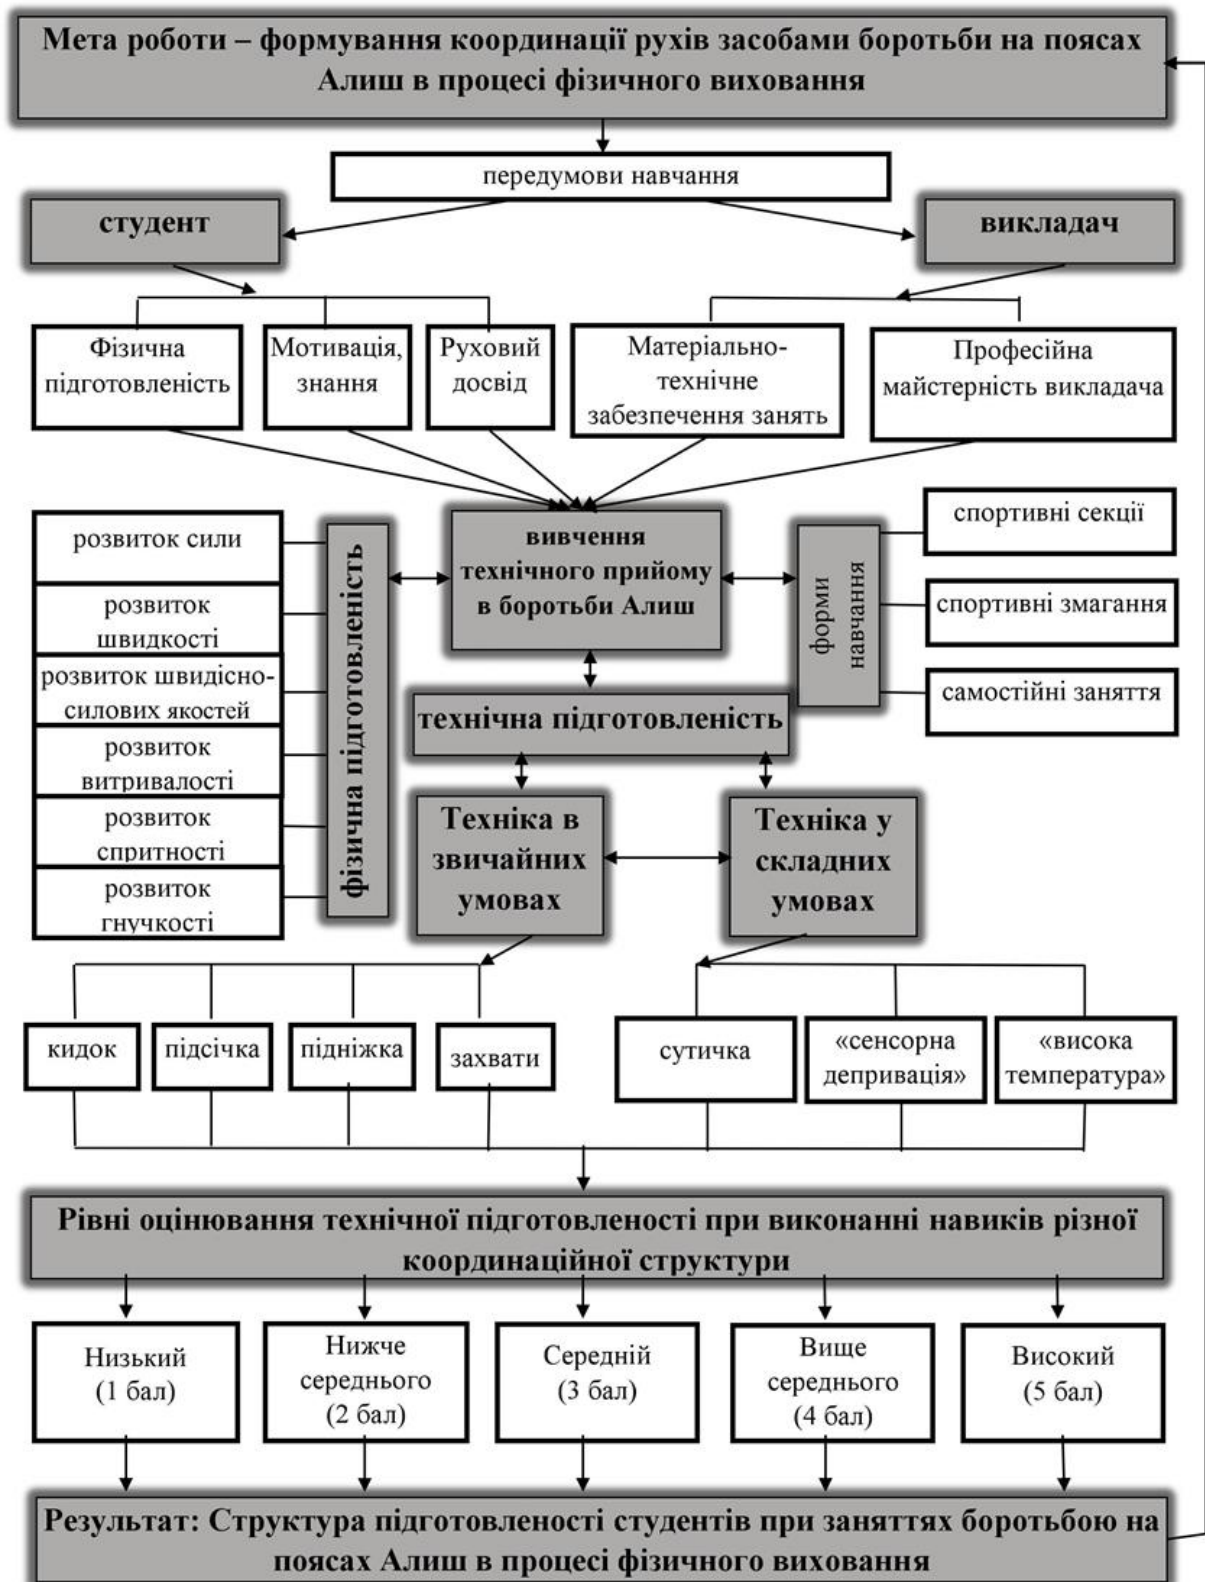 Мета роботи – формування координації рухів засобами боротьби на поясах
Алиш в процесі фізичного виховання
передумови навчання
студент
викладач
Фізична
підготовленість
Мотивація,
знання
Руховий
досвід
Матеріально-
технічне
забезпечення занять
Професійна
майстерність викладача
розвиток сили
розвиток
швидкості
розвиток швидісно-
силових якостей
розвиток
витривалості
розвиток
спритності
розвиток
гнучкості
фізична підготовленість
вивчення
технічного прийому
в боротьби Алиш
форми
навчання
спортивні секції
спортивні змагання
самостійні заняття
технічна підготовленість
Техніка в
звичайних
умовах
Техніка у
складних
умовах
кидок
підсічка
підніжка
захвати
сутичка
«сенсорна
депривація»
«висока
температура»
Рівні оцінювання технічної підготовленості при виконанні навиків різної
координаційної структури
Низький
(1 бал)
Нижче
середнього
(2 бал)
Середній
(3 бал)
Вище
середнього
(4 бал)
Високий
(5 бал)
Результат: Структура підготовленості студентів при заняттях боротьбою на
поясах Алиш в процесі фізичного виховання